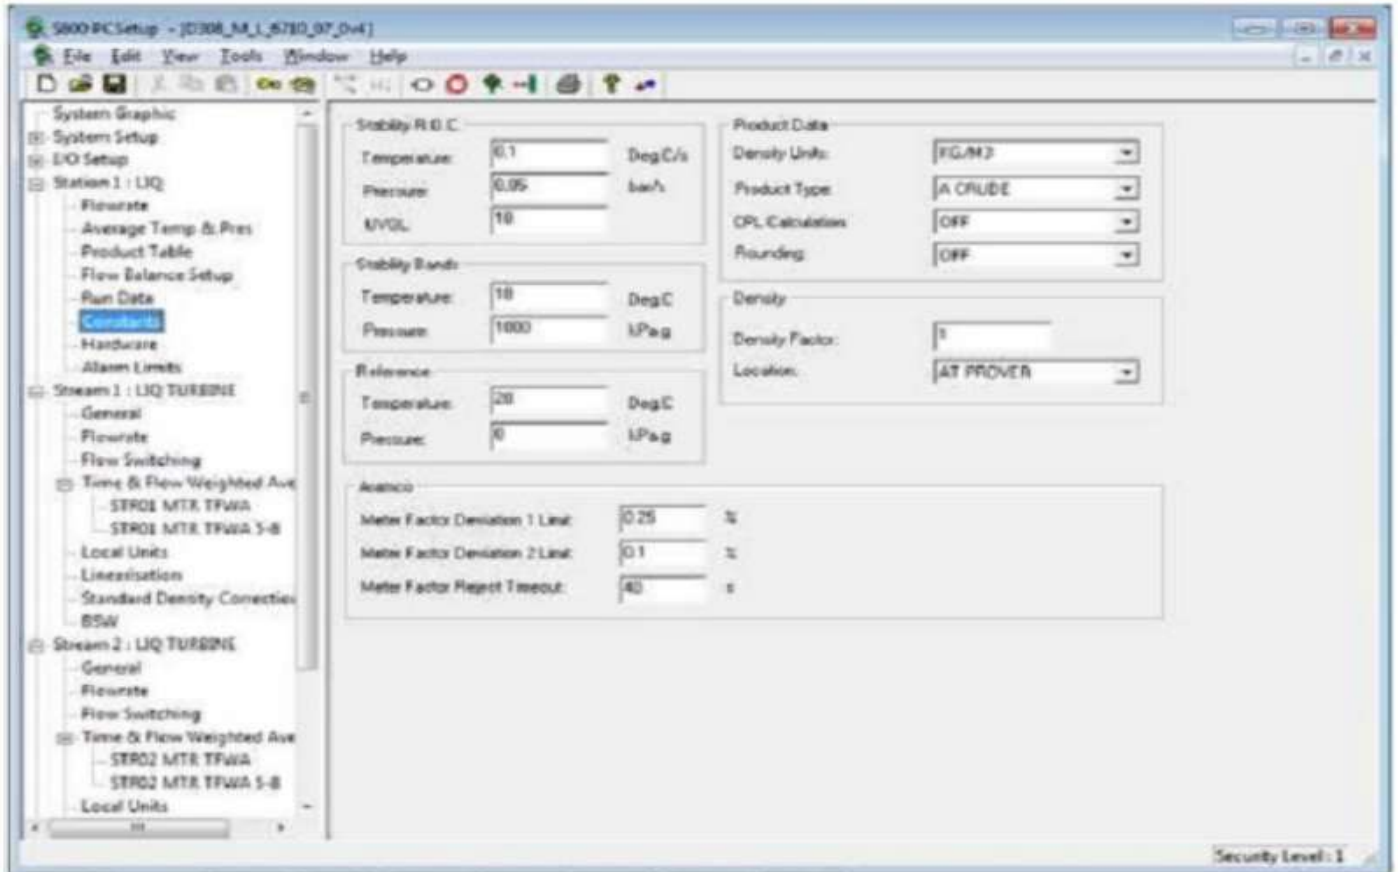 S600 PCSetup - [D308_M_L_6710_07_0v4]
File Edit View Tools Window Help
System Graphic
System Setup
I/O Setup
Station 1 : LIQ
Flowrate
Average Temp & Pres
Product Table
Flow Balance Setup
Run Data
Constants
Hardware
Alarm Limits
Stream 1 : LIQ TURBINE
General
Flowrate
Flow Switching
Time & Flow Weighted Ave
STR01 MTR TFWA
STR01 MTR TFWA 5-8
Local Units
Linearisation
Standard Density Correction
BSW
Stream 2 : LIQ TURBINE
General
Flowrate
Flow Switching
Time & Flow Weighted Ave
STR02 MTR TFWA
STR02 MTR TFWA 5-8
Local Units
Stability R.O.C.
Temperature: 0.1 Deg.C/s
Pressure: 0.05 bar/s
UVOL: 10
Stability Bands
Temperature: 10 Deg.C
Pressure: 1000 kPa.g
Reference
Temperature: 20 Deg.C
Pressure: 0 kPa.g
Product Data
Density Units: KG/M3
Product Type: A CRUDE
CPL Calculation: OFF
Rounding: OFF
Density
Density Factor: 1
Location: AT PROVER
Aramco
Meter Factor Deviation 1 Limit: 0.25 %
Meter Factor Deviation 2 Limit: 0.1 %
Meter Factor Reject Timeout: 40 s
Security Level : 1